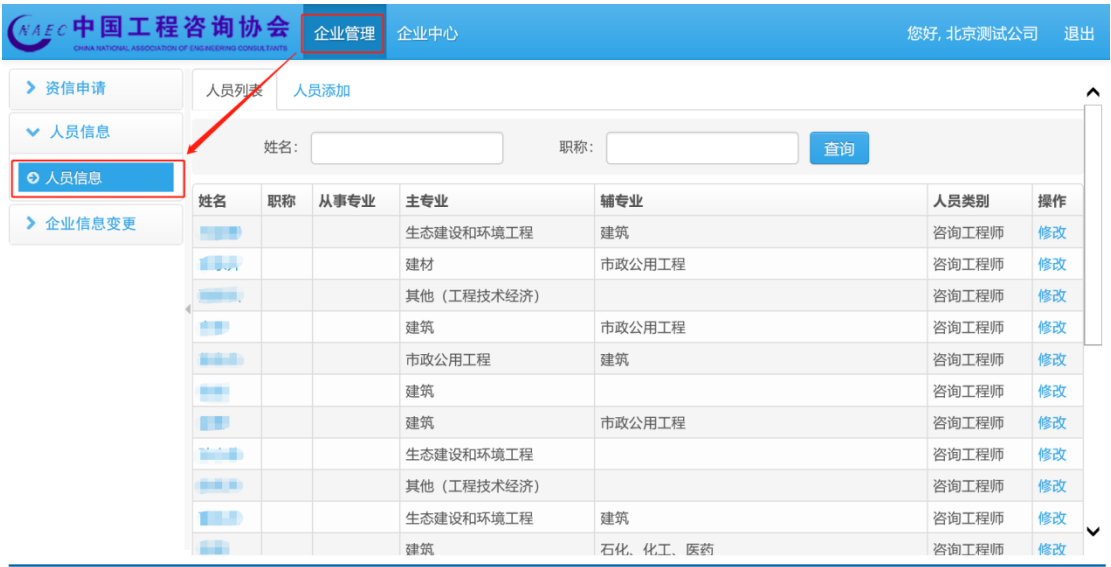 NAEC 中国工程咨询协会 企业管理 企业中心 您好, 北京测试公司 退出
CHINA NATIONAL ASSOCIATION OF ENGINEERING CONSULTANTS
资信申请
人员信息
人员信息
企业信息变更
人员列表 人员添加
姓名: 职称: 查询
姓名 职称 从事专业 主专业 辅专业 人员类别 操作
生态建设和环境工程 建筑 咨询工程师 修改
建材 市政公用工程 咨询工程师 修改
其他（工程技术经济） 咨询工程师 修改
建筑 市政公用工程 咨询工程师 修改
市政公用工程 建筑 咨询工程师 修改
建筑 咨询工程师 修改
建筑 市政公用工程 咨询工程师 修改
生态建设和环境工程 咨询工程师 修改
其他（工程技术经济） 咨询工程师 修改
生态建设和环境工程 建筑 咨询工程师 修改
建筑 石化、化工、医药 咨询工程师 修改